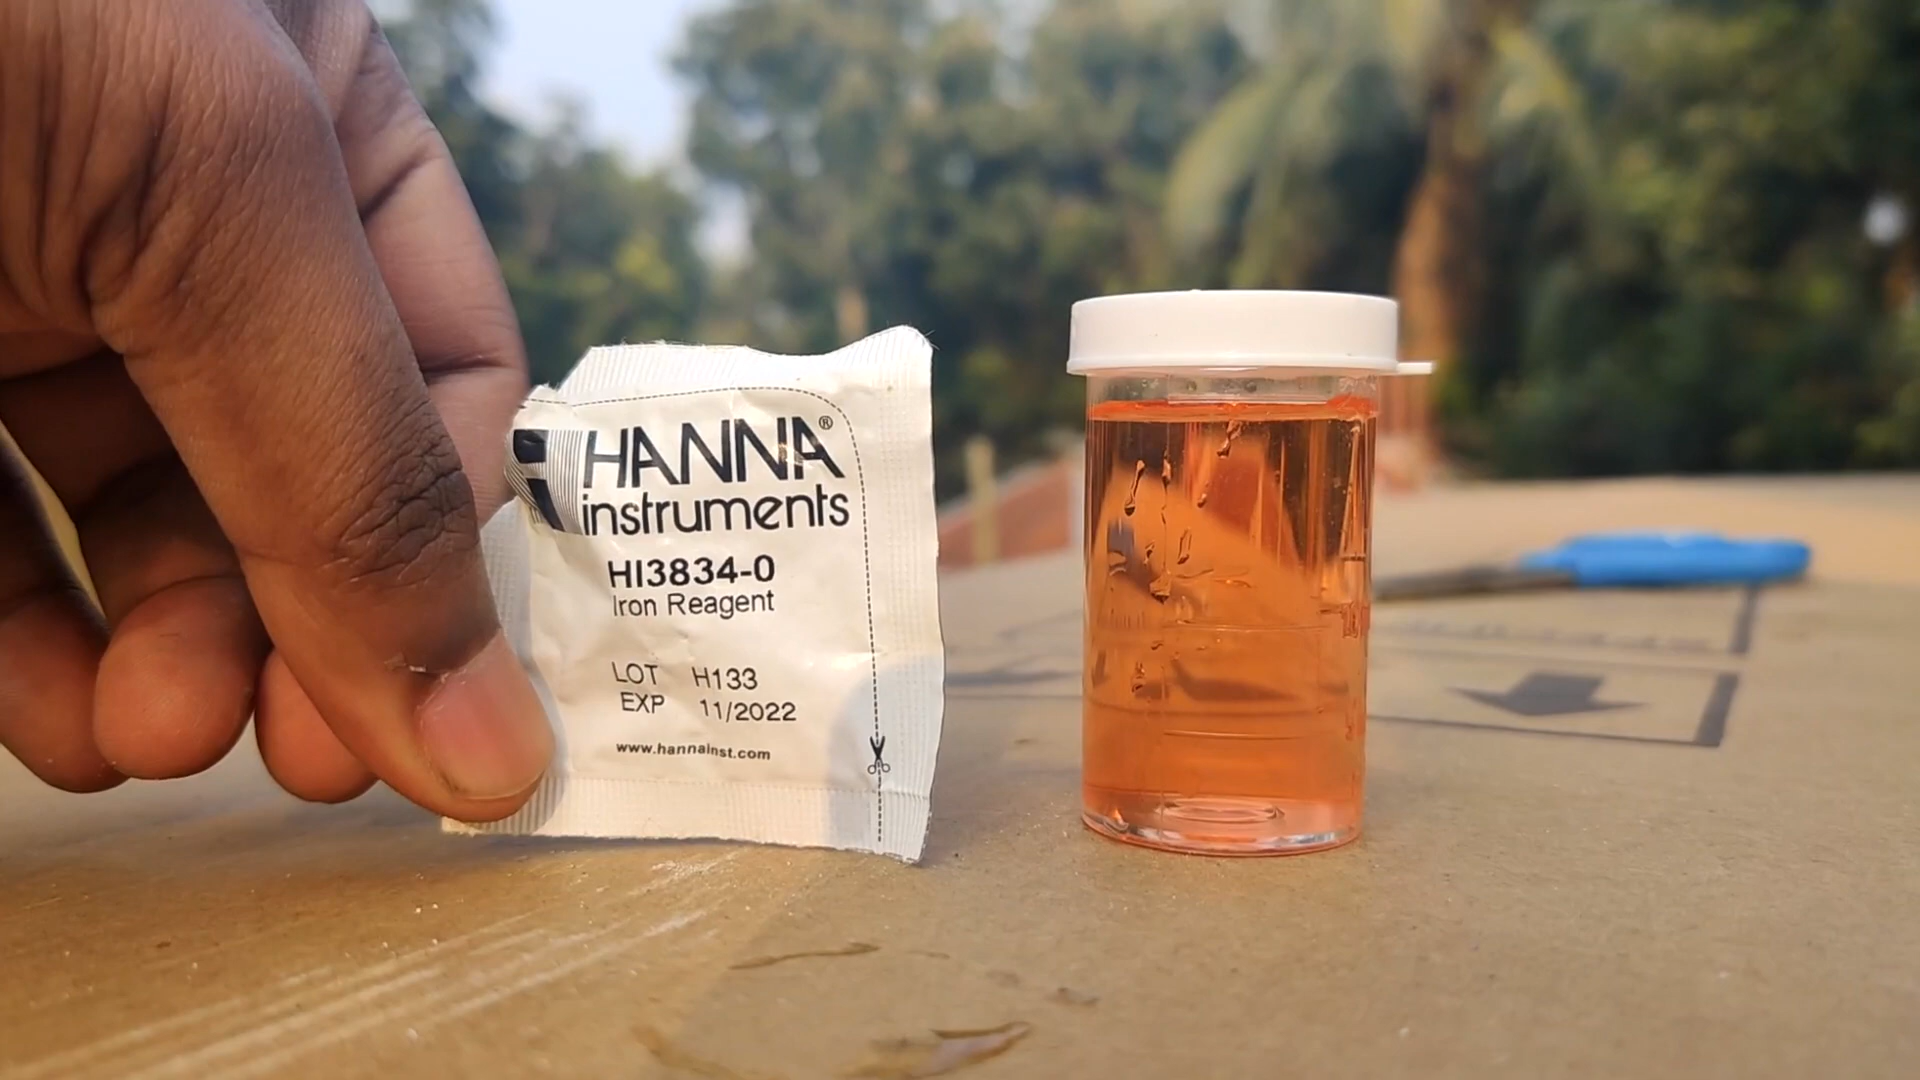 HANNA®
instruments
HI3834-0
Iron Reagent
LOT H133
EXP 11/2022
www.hannainst.com